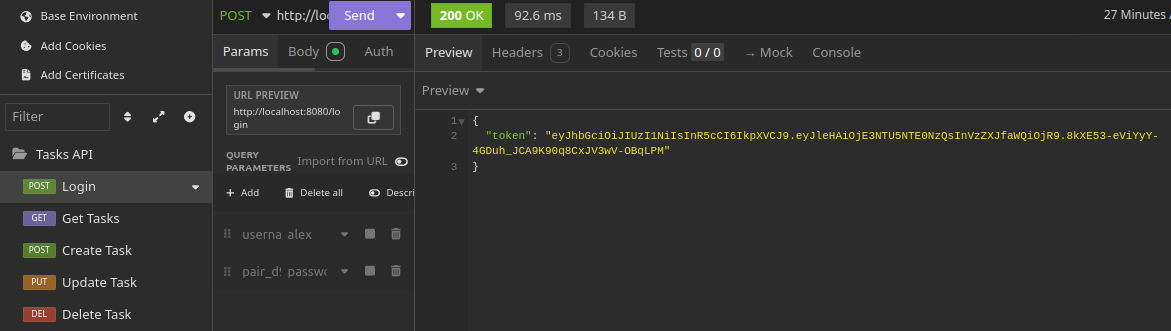 Base Environment
Add Cookies
Add Certificates
Filter
Tasks API
POST Login
GET Get Tasks
POST Create Task
PUT Update Task
DEL Delete Task
POST http://loc Send
Params Body Auth
URL PREVIEW
http://localhost:8080/lo
gin
QUERY
PARAMETERS
Import from URL
+ Add Delete all Descri
userna alex
pair_d passwo
200 OK 92.6 ms 134 B 27 Minutes
Preview Headers 3 Cookies Tests 0 / 0 → Mock Console
Preview
1 {
2 "token": "eyJhbGciOiJIUzI1NiIsInR5cCI6IkpXVCJ9.eyJleHAiOjE3NTU5NTE0NzQsInVzZXJfaWQiOjR9.8kXE53-eViYyY-
4GDuh_JCA9K90q8CxJV3wV-OBqLPM"
3 }